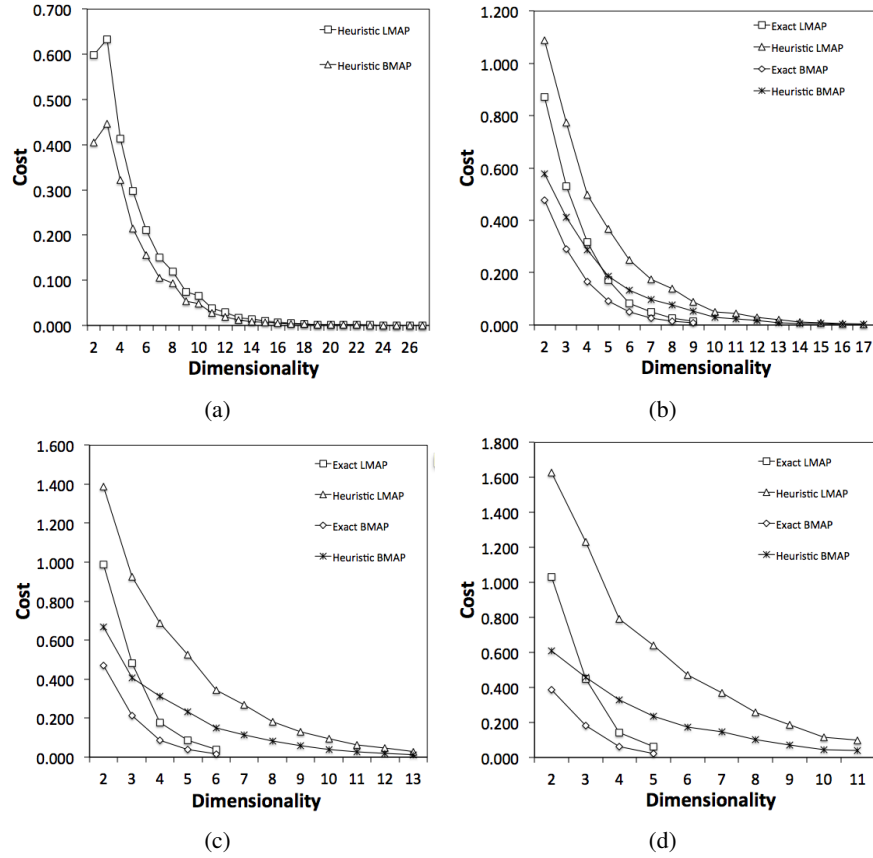 0.700
0.600
0.500
0.400
0.300
0.200
0.100
0.000
Cost
Heuristic LMAP
Heuristic BMAP
2 4 6 8 10 12 14 16 18 20 22 24 26
Dimensionality
(a)
1.200
1.000
0.800
0.600
0.400
0.200
0.000
Cost
Exact LMAP
Heuristic LMAP
Exact BMAP
Heuristic BMAP
2 3 4 5 6 7 8 9 10 11 12 13 14 15 16 17
Dimensionality
(b)
1.600
1.400
1.200
1.000
0.800
0.600
0.400
0.200
0.000
Cost
Exact LMAP
Heuristic LMAP
Exact BMAP
Heuristic BMAP
2 3 4 5 6 7 8 9 10 11 12 13
Dimensionality
(c)
1.800
1.600
1.400
1.200
1.000
0.800
0.600
0.400
0.200
0.000
Cost
Exact LMAP
Heuristic LMAP
Exact BMAP
Heuristic BMAP
2 3 4 5 6 7 8 9 10 11
Dimensionality
(d)